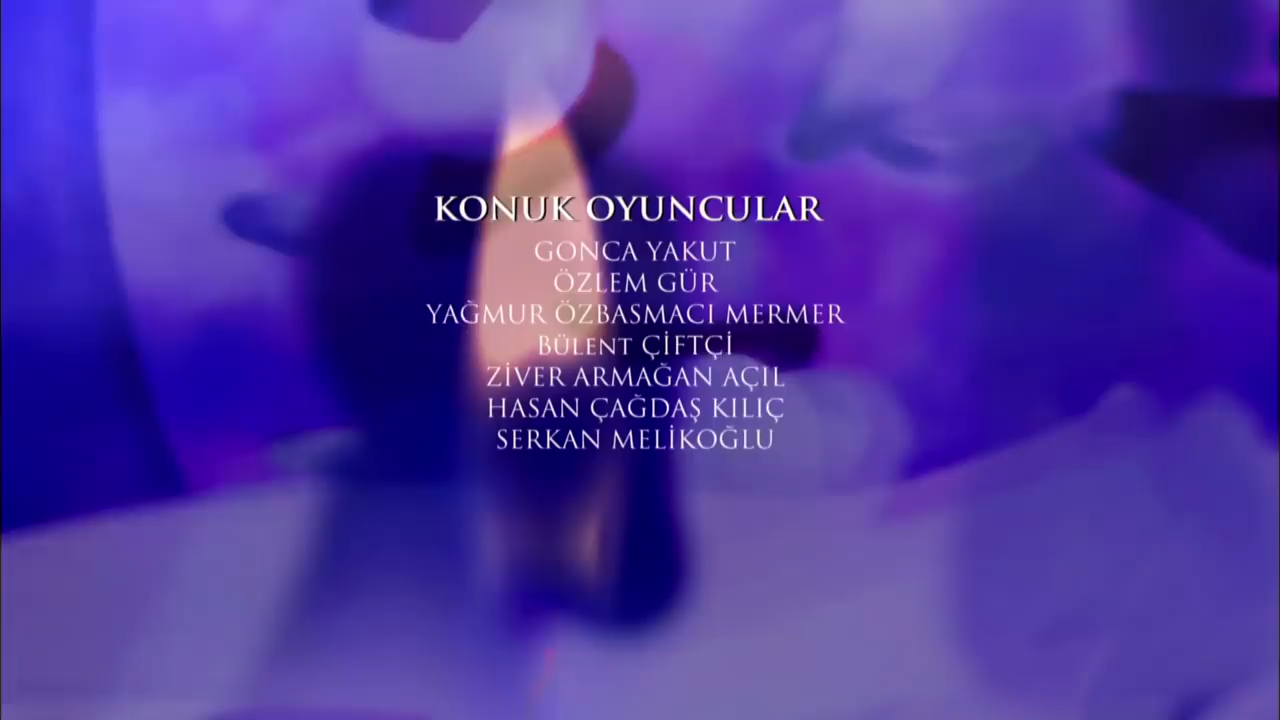 KONUK OYUNCULAR
GONCA YAKUT
ÖZLEM GÜR
YAĞMUR ÖZBASMACI MERMER
BÜLENT ÇİFTÇİ
ZİVER ARMAĞAN AÇIL
HASAN ÇAĞDAŞ KILIÇ
SERKAN MELİKOĞLU